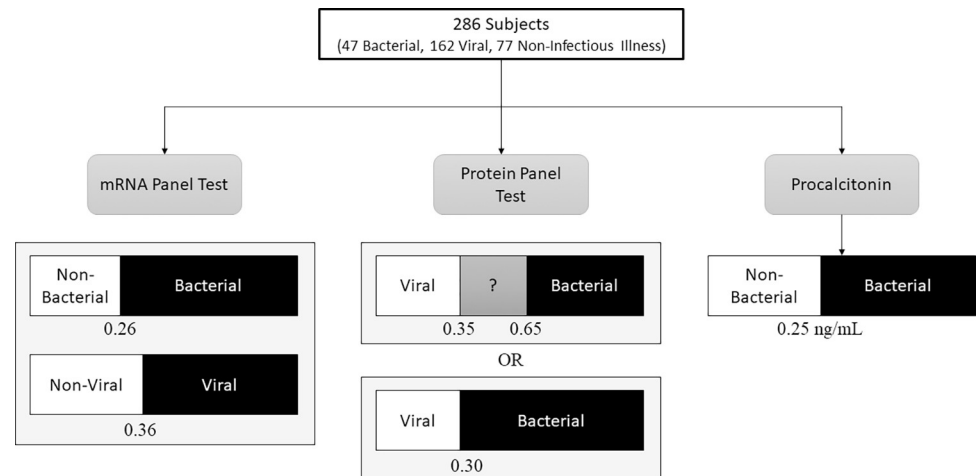 286 Subjects
(47 Bacterial, 162 Viral, 77 Non-Infectious Illness)
mRNA Panel Test
Protein Panel
Test
Procalcitonin
Non-
Bacterial
Bacterial
0.26
Non-Viral
Viral
0.36
Viral
?
Bacterial
0.35
0.65
OR
Viral
Bacterial
0.30
Non-
Bacterial
Bacterial
0.25 ng/mL